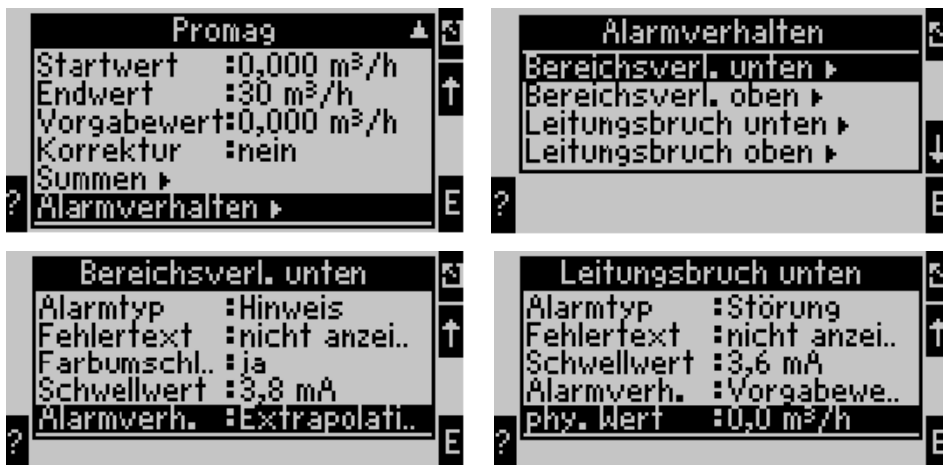 Promag
Startwert :0,000 m³/h
Endwert :30 m³/h
Vorgabewert:0,000 m³/h
Korrektur :nein
Summen
Alarmverhalten
?
E
Alarmverhalten
Bereichsverl. unten
Bereichsverl. oben
Leitungsbruch unten
Leitungsbruch oben
?
E
Bereichsverl. unten
Alarmtyp :Hinweis
Fehlertext :nicht anzei..
Farbumschl..:ja
Schwellwert :3,8 mA
Alarmverh. :Extrapolati..
?
E
Leitungsbruch unten
Alarmtyp :Störung
Fehlertext :nicht anzei..
Schwellwert :3,6 mA
Alarmverh. :Vorgabewe..
phy. Wert :0,0 m³/h
?
E